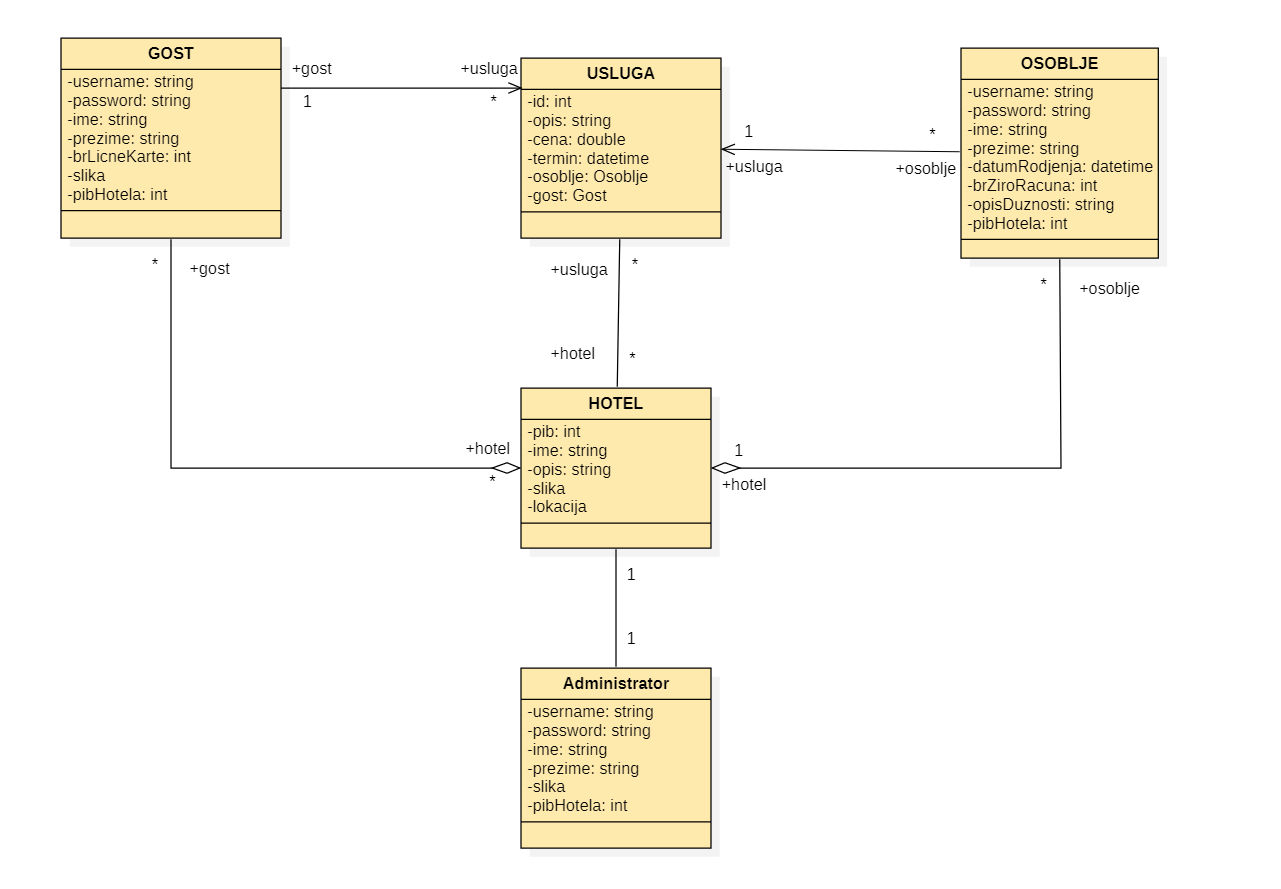 GOST
-username: string
-password: string
-ime: string
-prezime: string
-brLicneKarte: int
-slika
-pibHotela: int
+gost
1
+usluga
*
USLUGA
-id: int
-opis: string
-cena: double
-termin: datetime
-osoblje: Osoblje
-gost: Gost
1
+usluga
*
+osoblje
OSOBLJE
-username: string
-password: string
-ime: string
-prezime: string
-datumRodjenja: datetime
-brZiroRacuna: int
-opisDuznosti: string
-pibHotela: int
*
+gost
+usluga
*
*
+osoblje
+hotel
*
+hotel
*
HOTEL
-pib: int
-ime: string
-opis: string
-slika
-lokacija
1
+hotel
1
1
Administrator
-username: string
-password: string
-ime: string
-prezime: string
-slika
-pibHotela: int